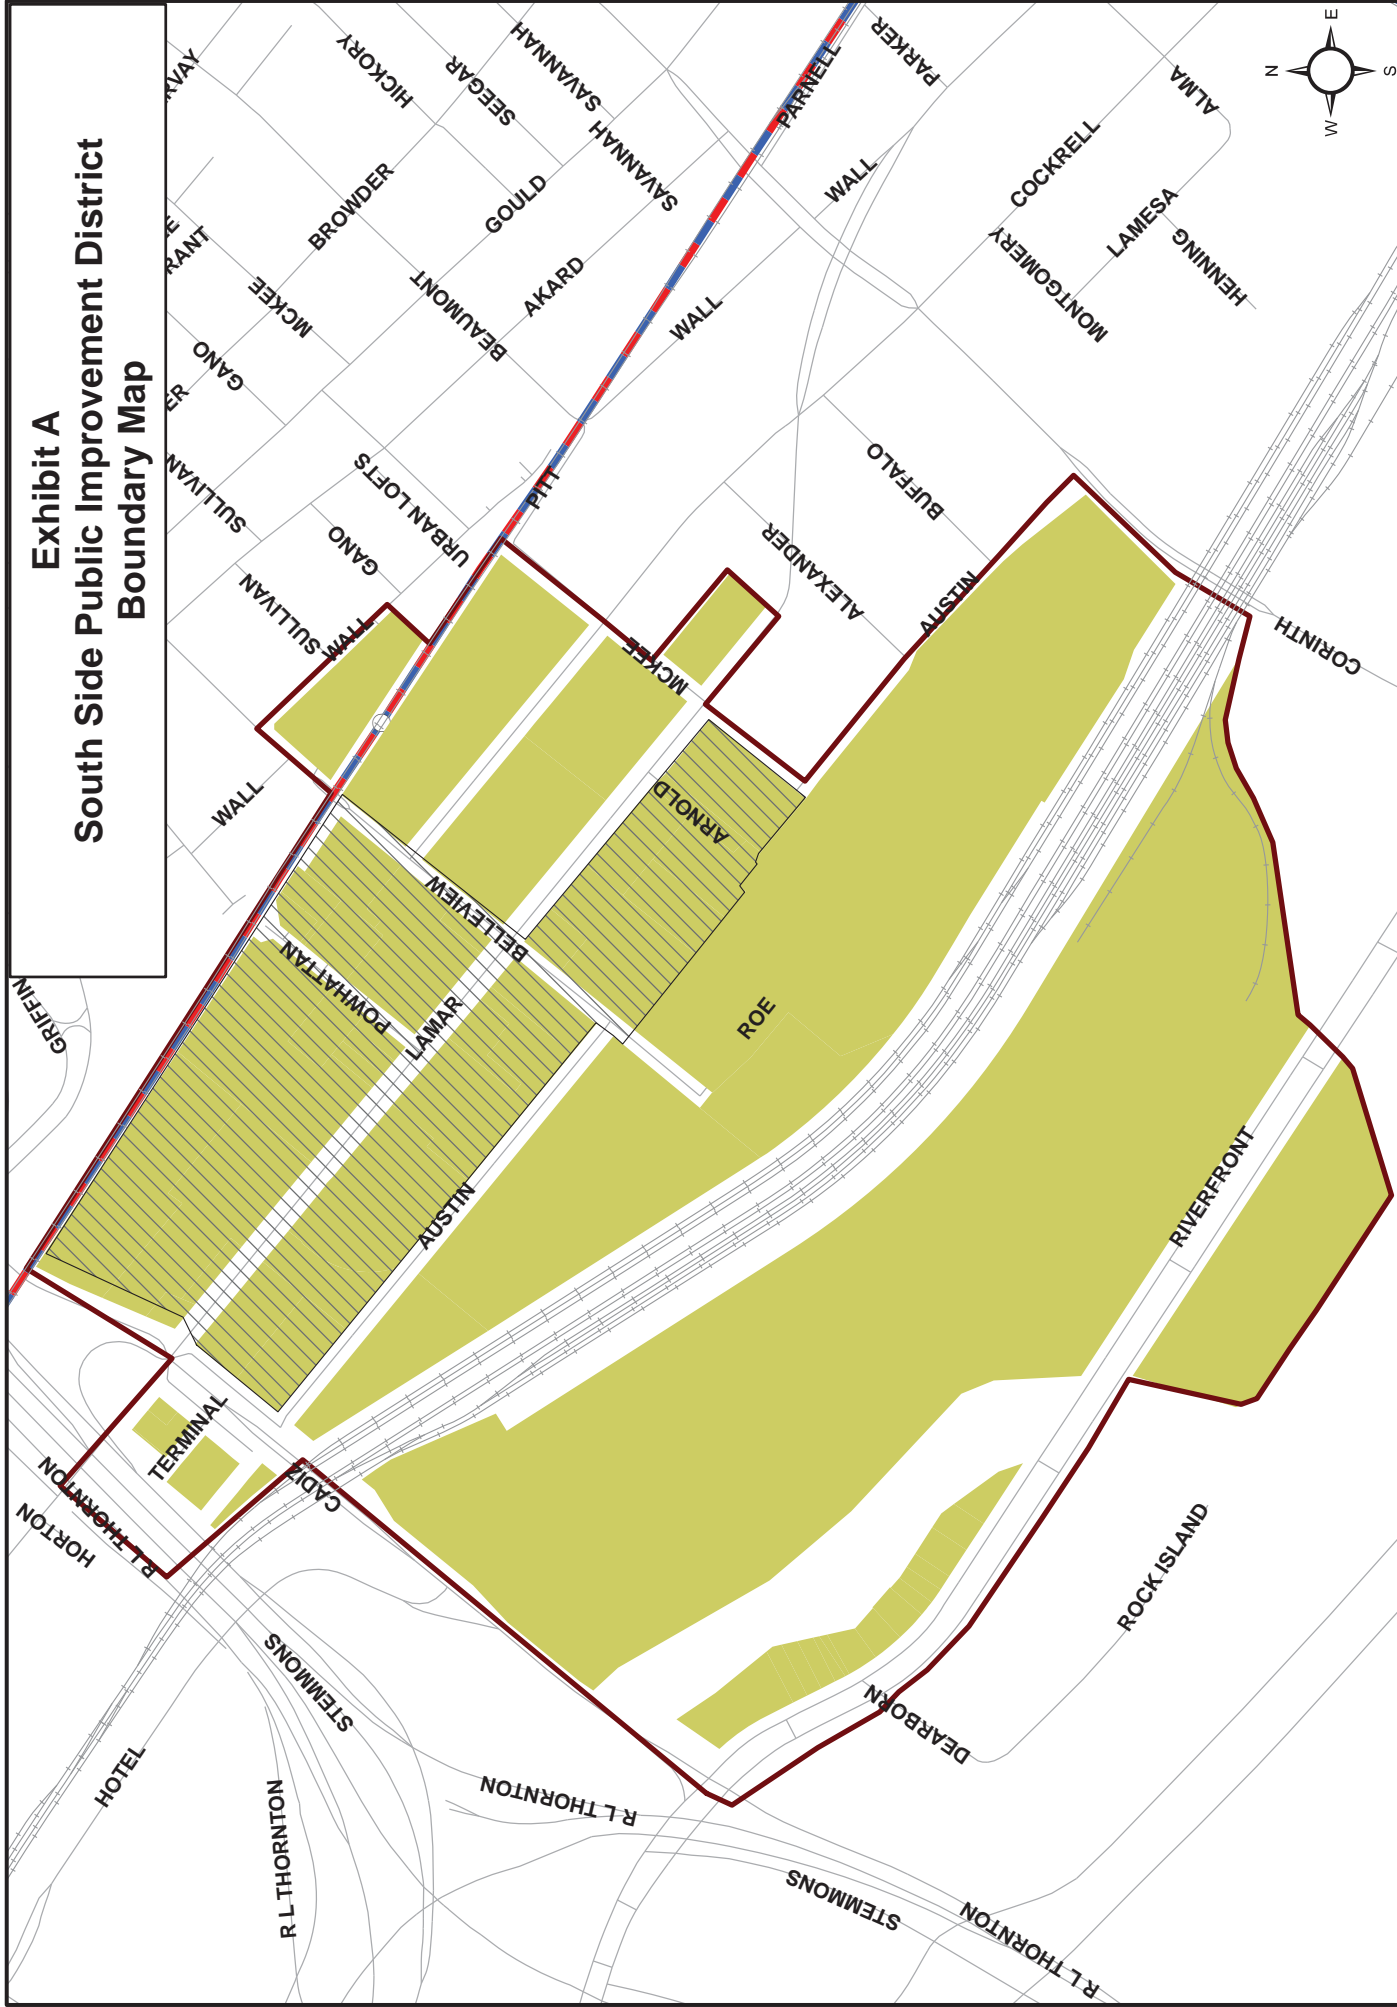 Exhibit A
South Side Public Improvement District
Boundary Map
RVAY
HICKORY
SEEGAR
SAVANNAH
SAVANNAH
PARNELL
PARKER
ALMA
N
E
S
W
BROWDER
GOULD
WALL
COCKRELL
LAMESA
HENNING
MONTGOMERY
RANT
MCKEE
BEAUMONT
AKARD
WALL
GANO
ER
SULLIVAN
URBAN LOFTS
GANO
PITT
BUFFALO
ALEXANDER
SULLIVAN
WALL
MCKEE
AUSTIN
CORINTH
WALL
ARNOLD
BELLEVIEW
POWHATTAN
LAMAR
ROE
GRIFFIN
AUSTIN
RIVERFRONT
TERMINAL
CADIZ
R L THORNTON
HORTON
ROCK ISLAND
STEMMONS
DEARBORN
HOTEL
R L THORNTON
R L THORNTON
STEMMONS
R L THORNTON